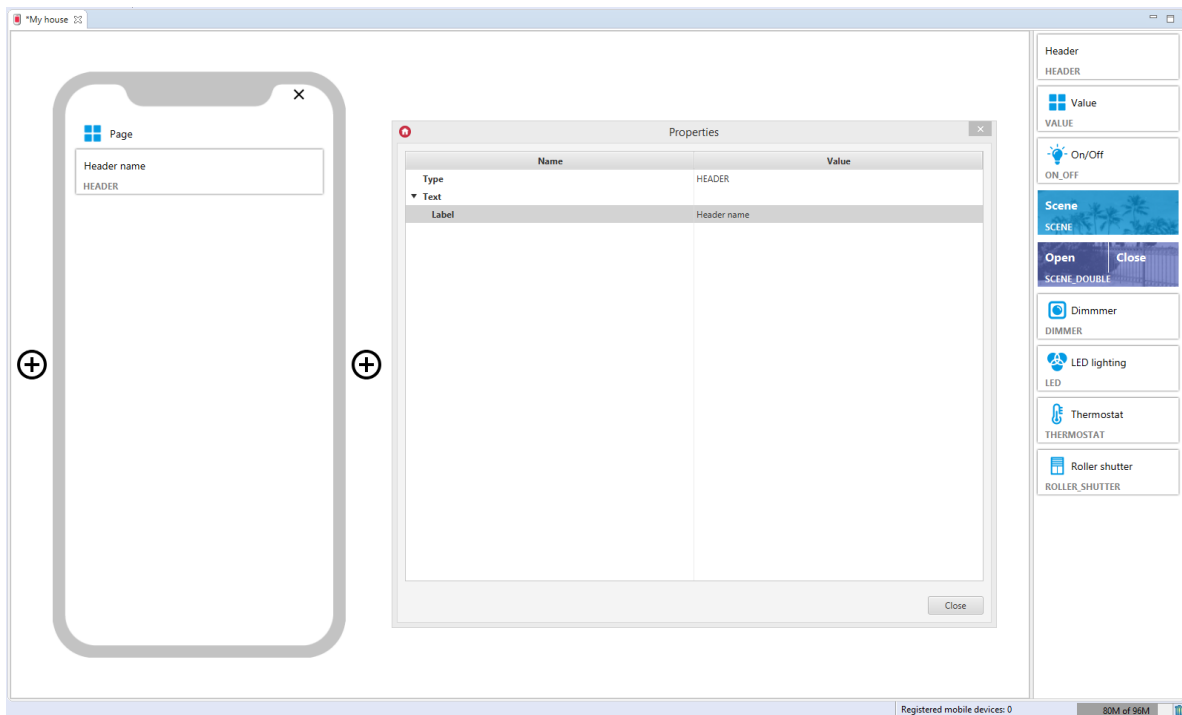 *My house
Page
Header name
HEADER
Properties
Name Value
Type HEADER
Text
Label Header name
Close
Header
HEADER
Value
VALUE
On/Off
ON_OFF
Scene
SCENE
Open Close
SCENE_DOUBLE
Dimmmer
DIMMER
LED lighting
LED
Thermostat
THERMOSTAT
Roller shutter
ROLLER_SHUTTER
Registered mobile devices: 0 80M of 96M